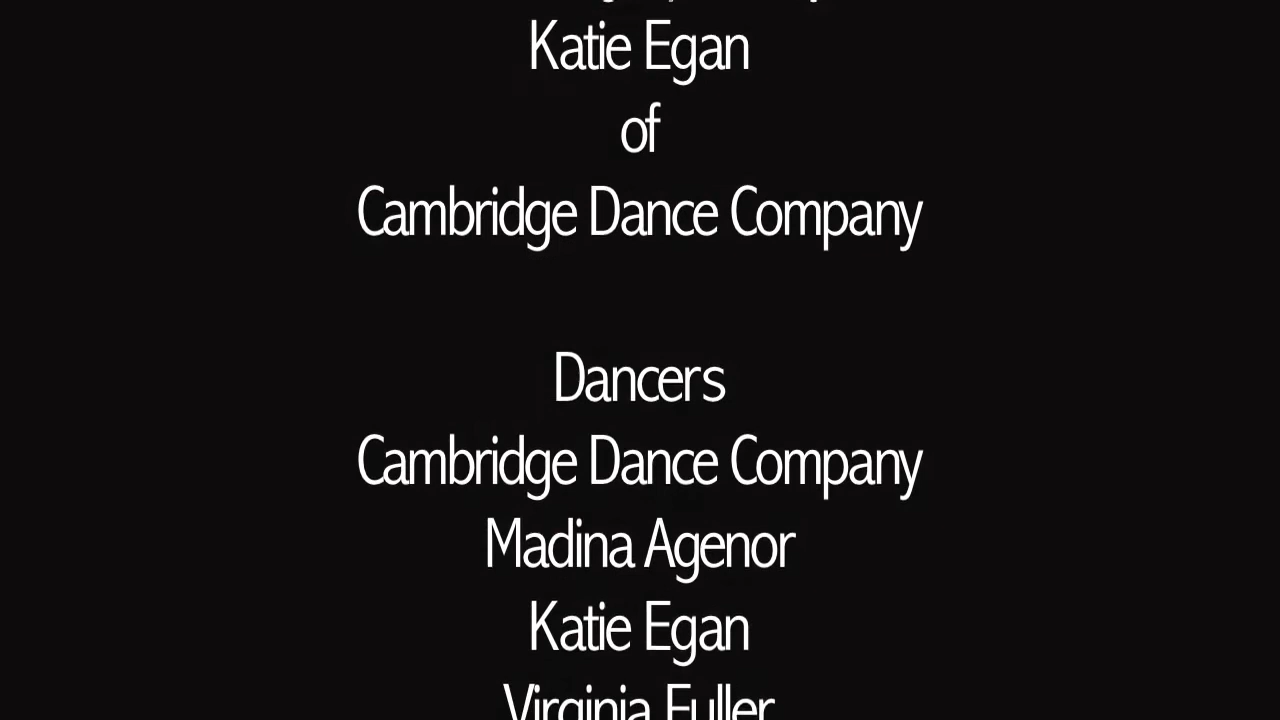 Katie Egan
of
Cambridge Dance Company
Dancers
Cambridge Dance Company
Madina Agenor
Katie Egan
Virginia Fuller